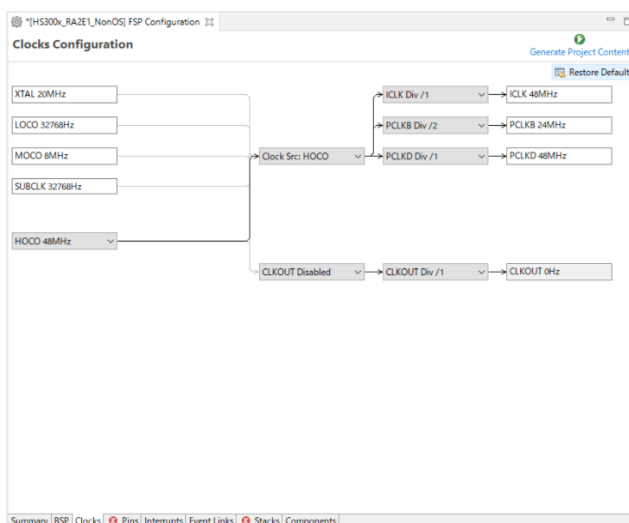 *[HS300x_RA2E1_NonOS] FSP Configuration
Clocks Configuration
Generate Project Content
Restore Default
XTAL 20MHz
ICLK Div /1
ICLK 48MHz
LOCO 32768Hz
PCLKB Div /2
PCLKB 24MHz
MOCO 8MHz
Clock Src: HOCO
PCLKD Div /1
PCLKD 48MHz
SUBCLK 32768Hz
HOCO 48MHz
CLKOUT Disabled
CLKOUT Div /1
CLKOUT 0Hz
Summary BSP Clocks Pins Interrupts Event Links Stacks Components